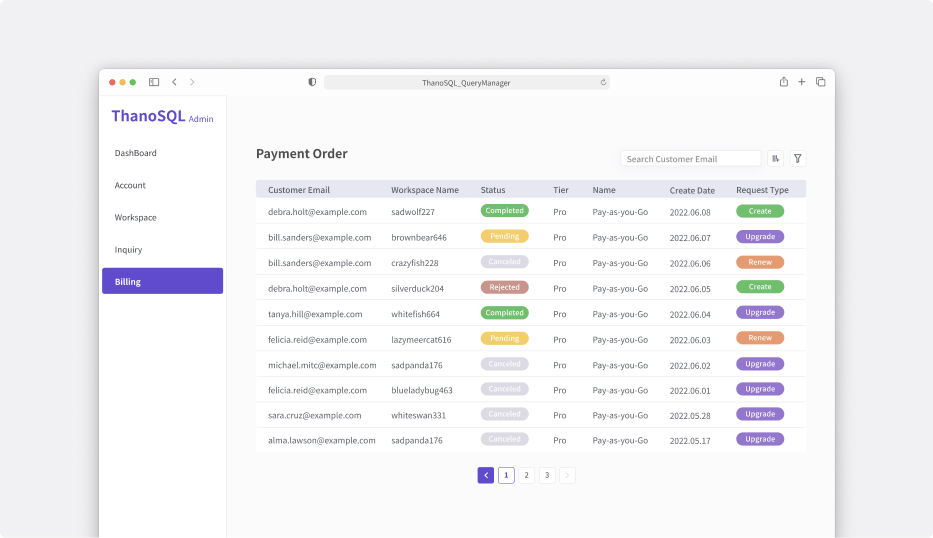 ThanoSQL_QueryManager
ThanoSQL Admin
DashBoard
Account
Workspace
Inquiry
Billing
Payment Order
Search Customer Email
Customer Email Workspace Name Status Tier Name Create Date Request Type
debra.holt@example.com sadwolf227 Completed Pro Pay-as-you-Go 2022.06.08 Create
bill.sanders@example.com brownbear646 Pending Pro Pay-as-you-Go 2022.06.07 Upgrade
bill.sanders@example.com crazyfish228 Canceled Pro Pay-as-you-Go 2022.06.06 Renew
debra.holt@example.com silverduck204 Rejected Pro Pay-as-you-Go 2022.06.05 Create
tanya.hill@example.com whitefish664 Completed Pro Pay-as-you-Go 2022.06.04 Upgrade
felicia.reid@example.com lazymeercat616 Pending Pro Pay-as-you-Go 2022.06.03 Renew
michael.mitc@example.com sadpanda176 Canceled Pro Pay-as-you-Go 2022.06.02 Upgrade
felicia.reid@example.com blueladybug463 Canceled Pro Pay-as-you-Go 2022.06.01 Upgrade
sara.cruz@example.com whiteswan331 Canceled Pro Pay-as-you-Go 2022.05.28 Upgrade
alma.lawson@example.com sadpanda176 Canceled Pro Pay-as-you-Go 2022.05.17 Upgrade
1 2 3